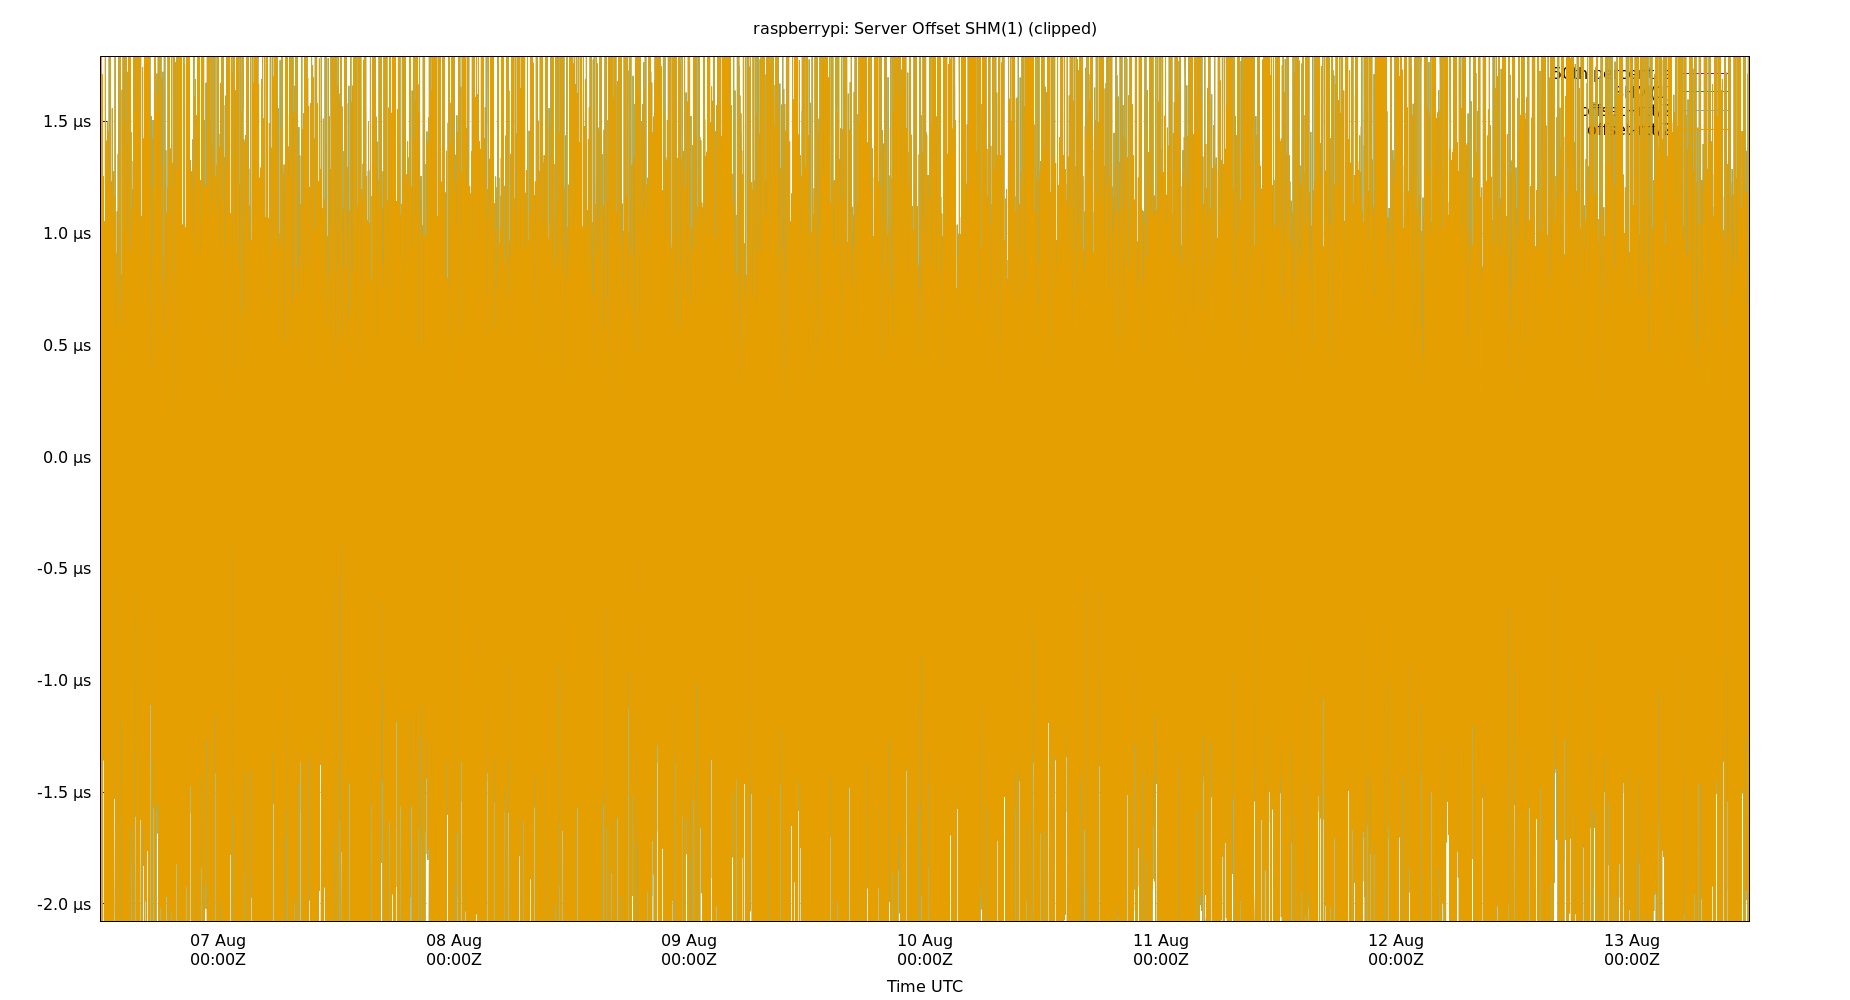 raspberrypi: Server Offset SHM(1) (clipped)
1.5 µs
1.0 µs
0.5 µs
0.0 µs
-0.5 µs
-1.0 µs
-1.5 µs
-2.0 µs
07 Aug 08 Aug 09 Aug 10 Aug 11 Aug 12 Aug 13 Aug
00:00Z 00:00Z 00:00Z 00:00Z 00:00Z 00:00Z 00:00Z
Time UTC